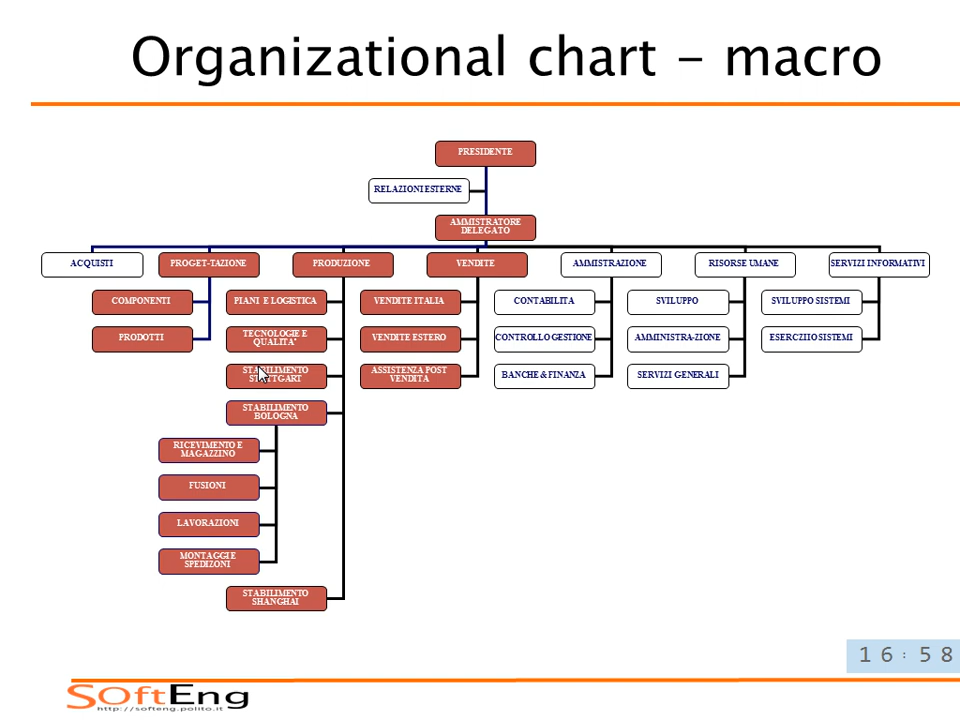 Organizational chart - macro
PRESIDENTE
RELAZIONI ESTERNE
AMMISTRATORE
DELEGATO
ACQUISTI
PROGET-TAZIONE
PRODUZIONE
VENDITE
AMMISTRAZIONE
RISORSE UMANE
SERVIZI INFORMATIVI
COMPONENTI
PIANI E LOGISTICA
VENDITE ITALIA
CONTABILITA
SVILUPPO
SVILUPPO SISTEMI
PRODOTTI
TECNOLOGIE E
QUALITA'
VENDITE ESTERO
CONTROLLO GESTIONE
AMMINISTRA-ZIONE
ESERCZIIO SISTEMI
STABILIMENTO
STUTTGART
ASSISTENZA POST
VENDITA
BANCHE & FINANZA
SERVIZI GENERALI
STABILIMENTO
BOLOGNA
RICEVIMENTO E
MAGAZZINO
FUSIONI
LAVORAZIONI
MONTAGGI E
SPEDIZONI
STABILIMENTO
SHANGHAI
16:58
SOftEng
http://softeng.polito.it